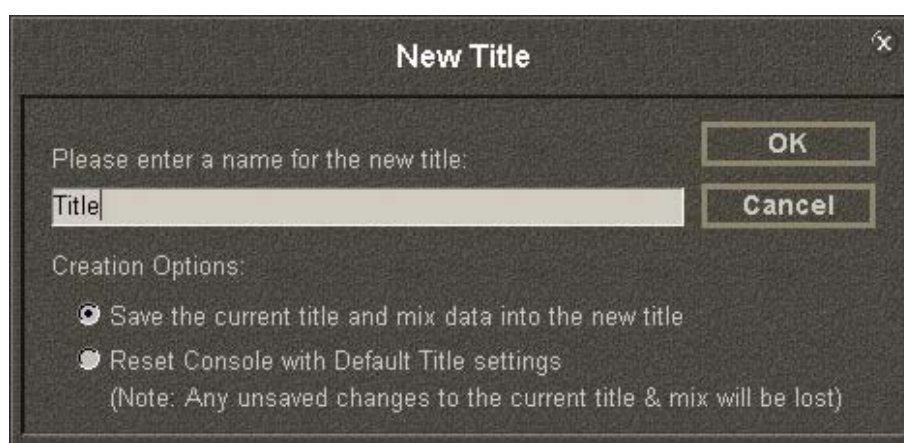 New Title
Please enter a name for the new title:
OK
Title
Cancel
Creation Options:
Save the current title and mix data into the new title
Reset Console with Default Title settings
(Note: Any unsaved changes to the current title & mix will be lost)